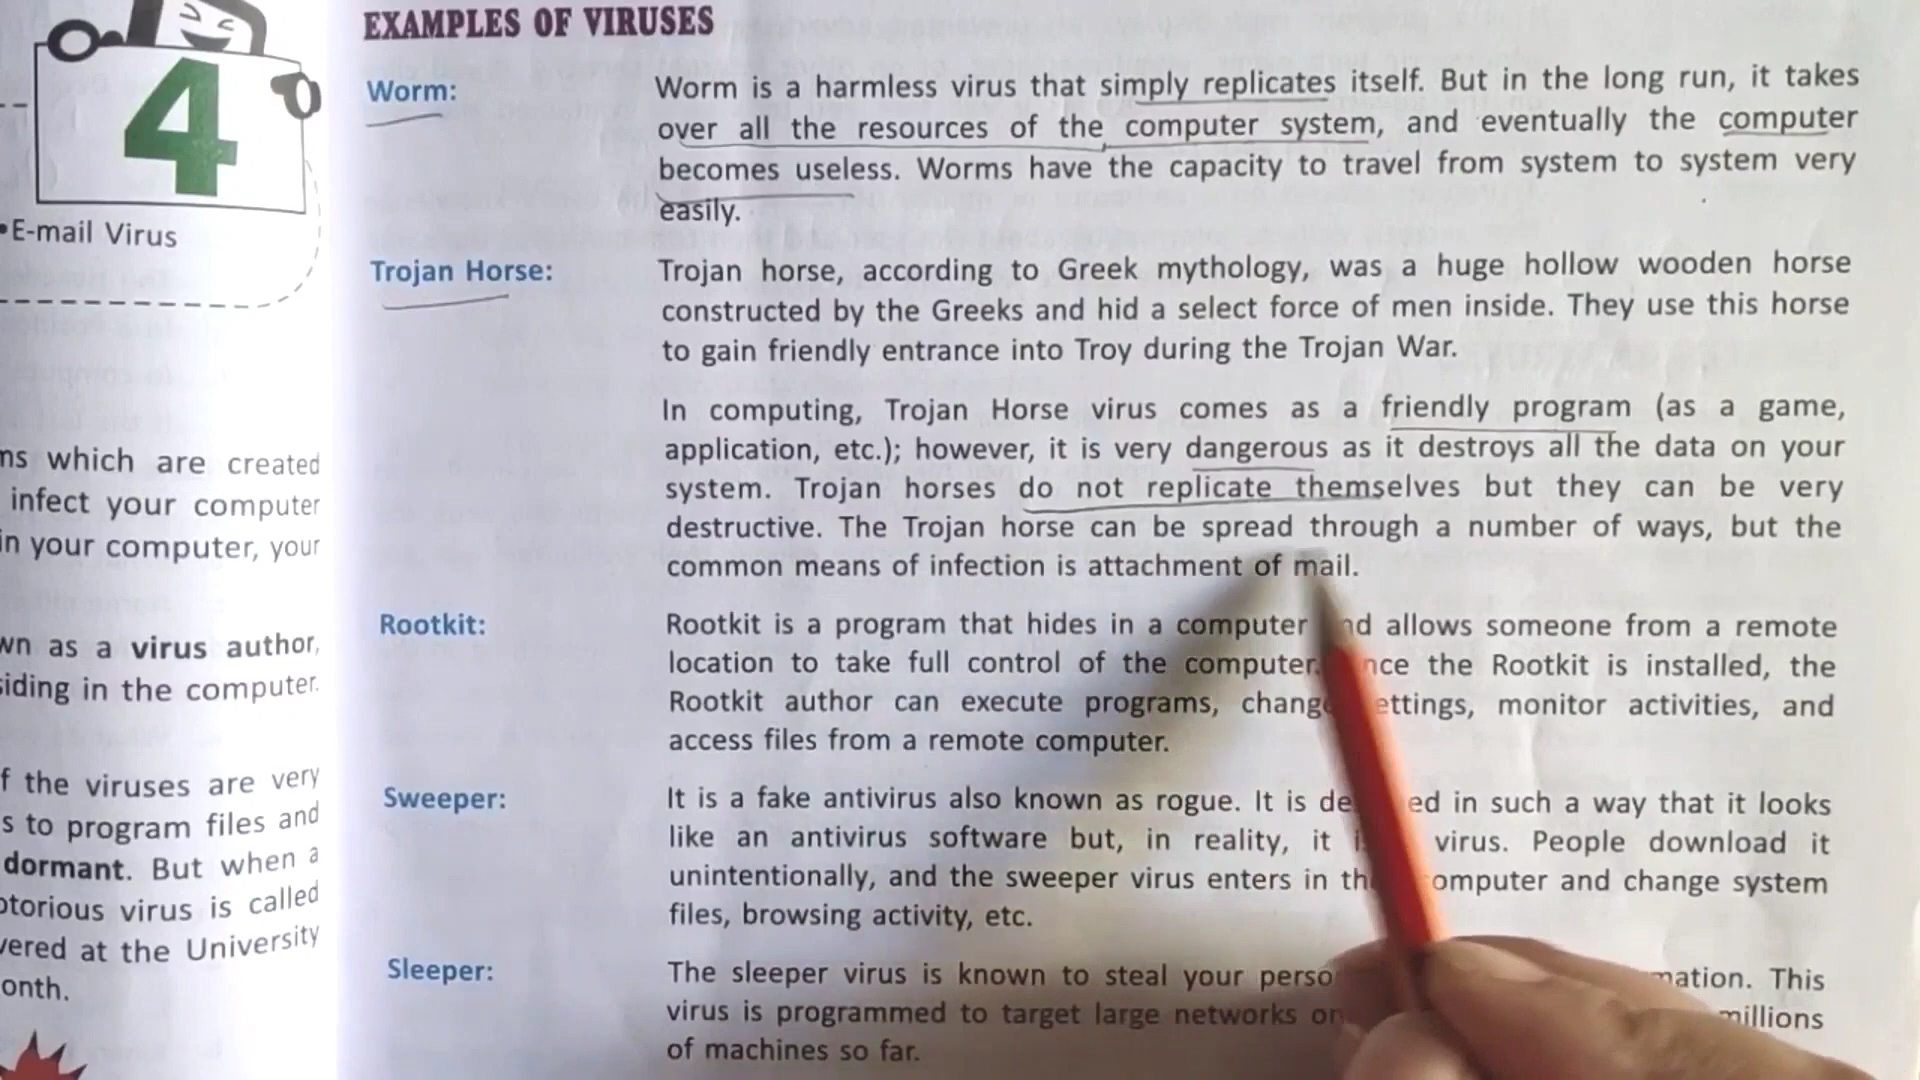 4
•E-mail Virus
which are created
infect your computer
in your computer, your
as a virus author,
in the computer.
the viruses are very
to program files and
dormant. But when a
virus is called
at the University
EXAMPLES OF VIRUSES
Worm: Worm is a harmless virus that simply replicates itself. But in the long run, it takes
over all the resources of the computer system, and eventually the computer
becomes useless. Worms have the capacity to travel from system to system very
easily.
Trojan Horse: Trojan horse, according to Greek mythology, was a huge hollow wooden horse
constructed by the Greeks and hid a select force of men inside. They use this horse
to gain friendly entrance into Troy during the Trojan War.
In computing, Trojan Horse virus comes as a friendly program (as a game,
application, etc.); however, it is very dangerous as it destroys all the data on your
system. Trojan horses do not replicate themselves but they can be very
destructive. The Trojan horse can be spread through a number of ways, but the
common means of infection is attachment of mail.
Rootkit: Rootkit is a program that hides in a computer allows someone from a remote
location to take full control of the computer. the Rootkit is installed, the
Rootkit author can execute programs, monitor activities, and
access files from a remote computer.
Sweeper: It is a fake antivirus also known as rogue. It is in such a way that it looks
like an antivirus software but, in reality, it virus. People download it
unintentionally, and the sweeper virus enters in and change system
files, browsing activity, etc.
Sleeper: The sleeper virus is known to steal your This
virus is programmed to target large networks millions
of machines so far.